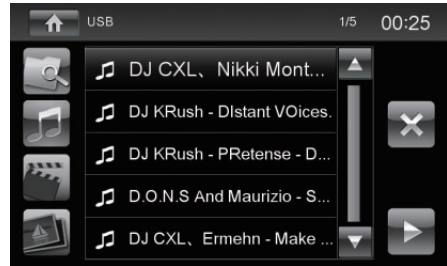 USB 1/5 00:25
DJ CXL、Nikki Mont...
DJ KRush - DIstant VOices.
DJ KRush - PRetense - D...
D.O.N.S And Maurizio - S...
DJ CXL、Ermehn - Make ...